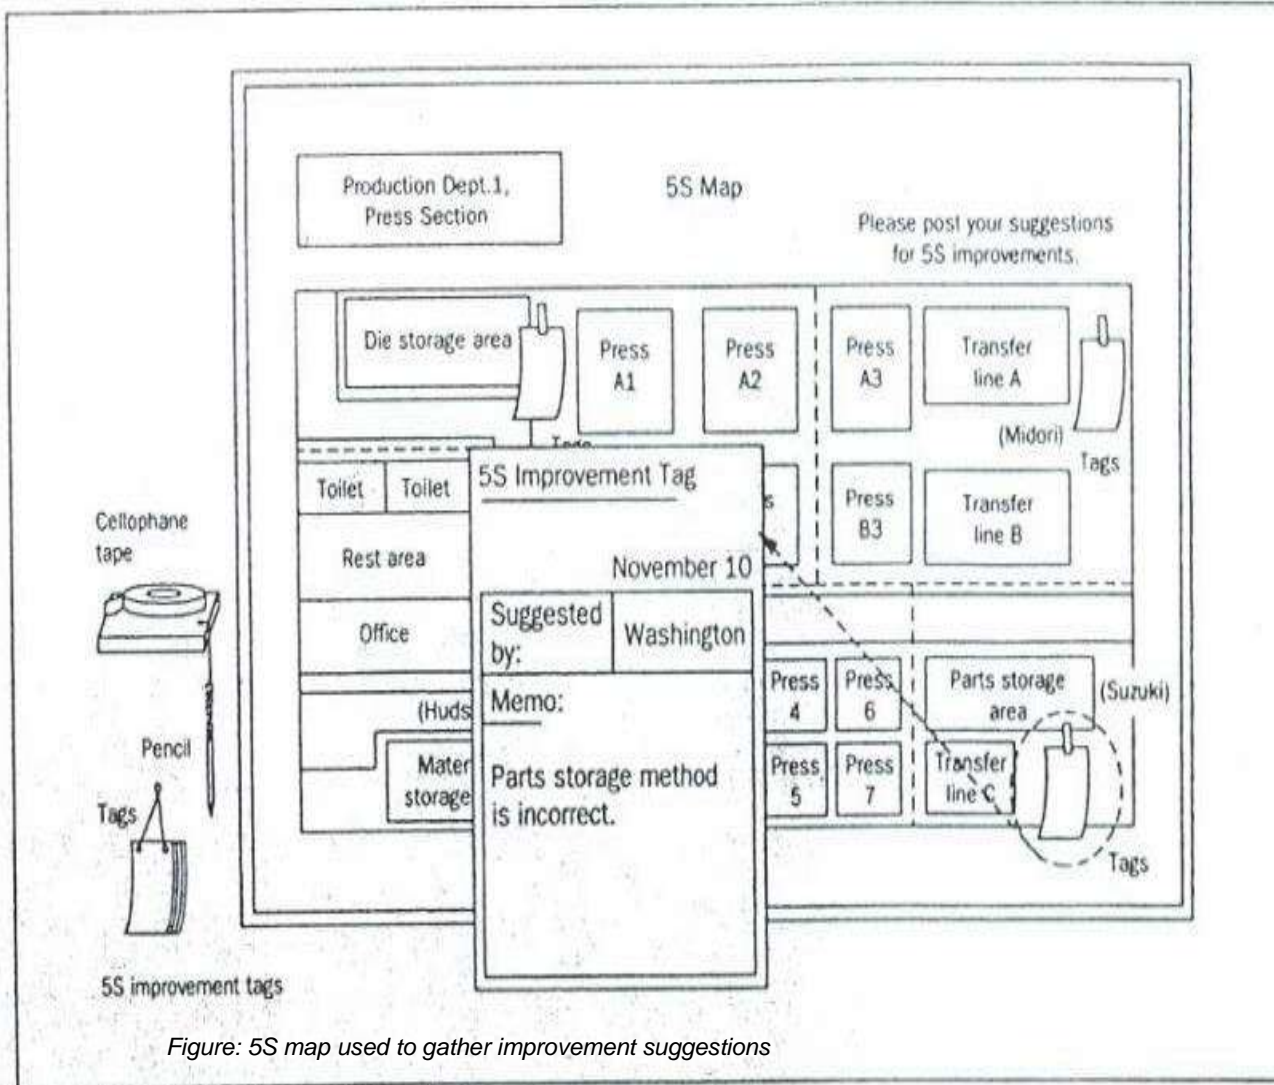 Production Dept.1,
Press Section
5S Map
Please post your suggestions
for 5S improvements.
Die storage area
Press
A1
Press
A2
Press
A3
Transfer
line A
(Midori)
Tags
Tags
Toilet
Toilet
Rest area
Office
(Huds
Mater
storage
5S Improvement Tag
November 10
Suggested
by:
Washington
Memo:
Parts storage method
is incorrect.
s
Press
B3
Transfer
line B
Press
4
Press
6
Parts storage
area
(Suzuki)
Press
5
Press
7
Transfer
line C
Tags
Cellophane
tape
Pencil
Tags
5S improvement tags
Figure: 5S map used to gather improvement suggestions